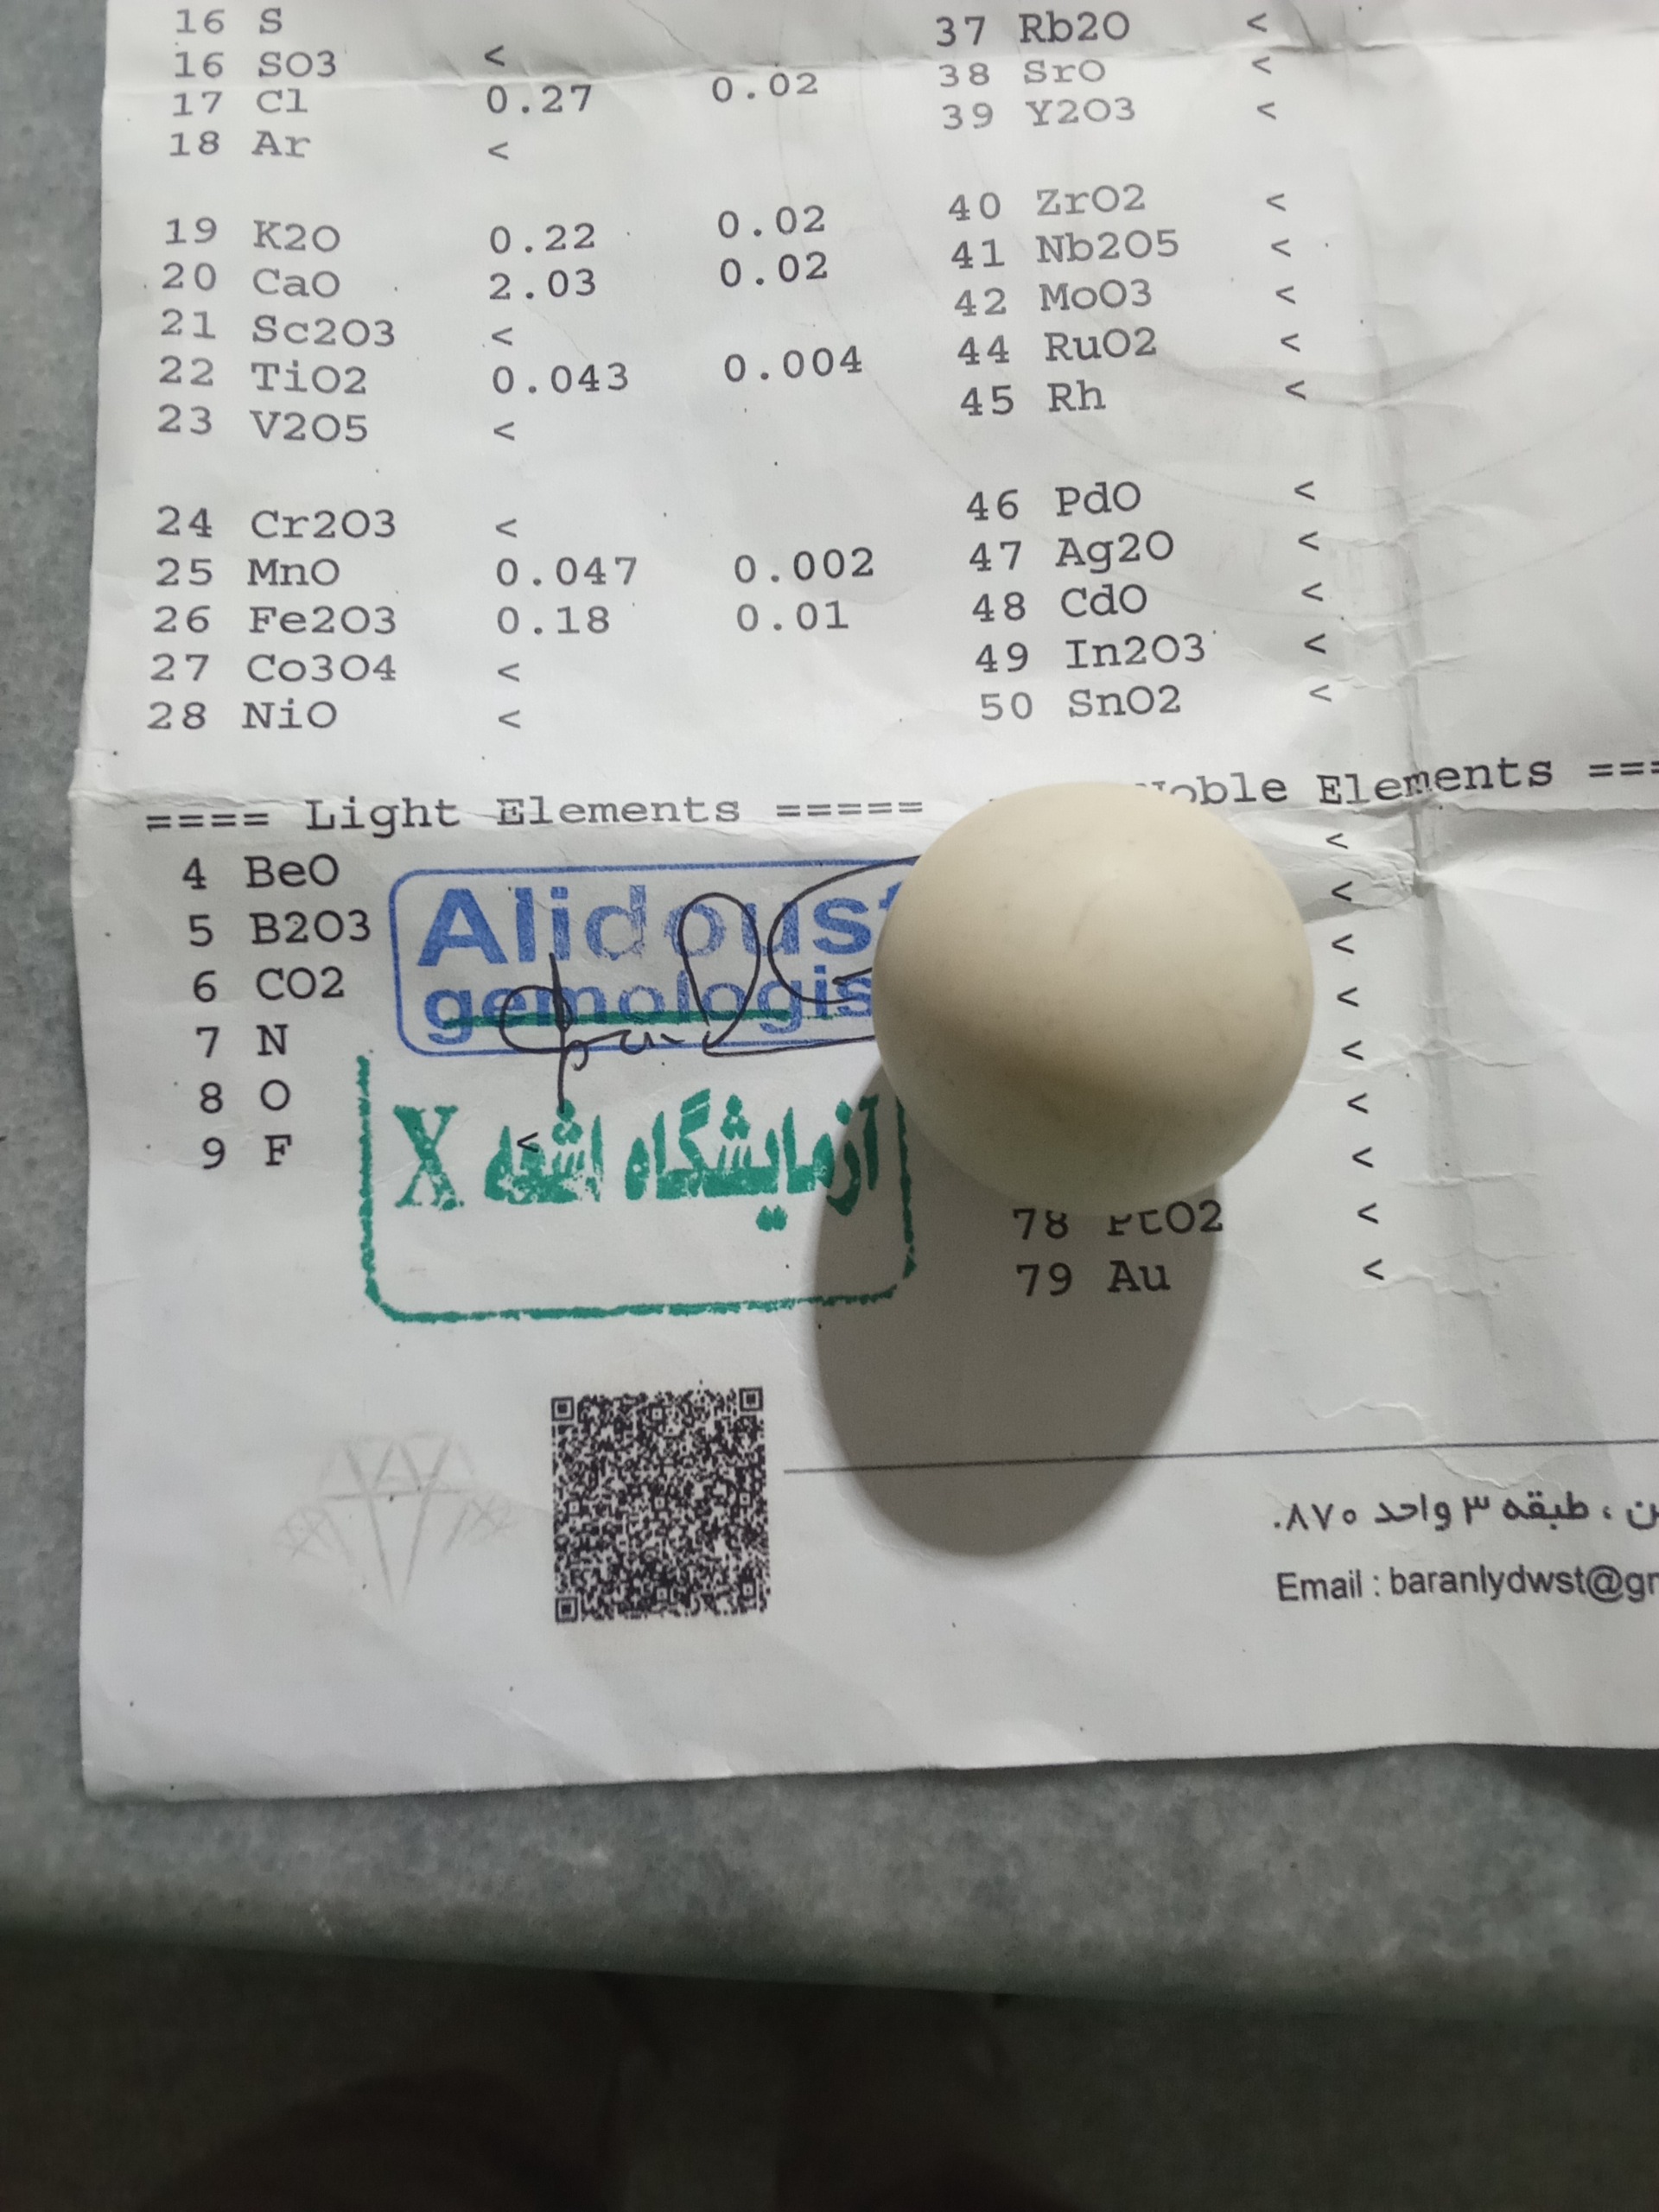 16 S
16 SO3 <
17 Cl 0.27 0.02
18 Ar <
19 K2O 0.22 0.02
20 CaO 2.03 0.02
21 Sc2O3 <
22 TiO2 0.043 0.004
23 V2O5 <
24 Cr2O3 <
25 MnO 0.047 0.002
26 Fe2O3 0.18 0.01
27 Co3O4 <
28 NiO <
37 Rb2O <
38 SrO <
39 Y2O3 <
40 ZrO2 <
41 Nb2O5 <
42 MoO3 <
44 RuO2 <
45 Rh <
46 PdO <
47 Ag2O <
48 CdO <
49 In2O3 <
50 SnO2 <
==== Light Elements =====
4 BeO
5 B2O3
6 CO2
7 N
8 O
9 F <
Alidoust
gemologis
آزمایشگاه اشعه X
oble Elements ===
<
<
<
<
<
<
<
78 PtO2 <
79 Au <
ن ، طبقه ۳ واحد ۸۷۰.
Email : baranlydwst@gm